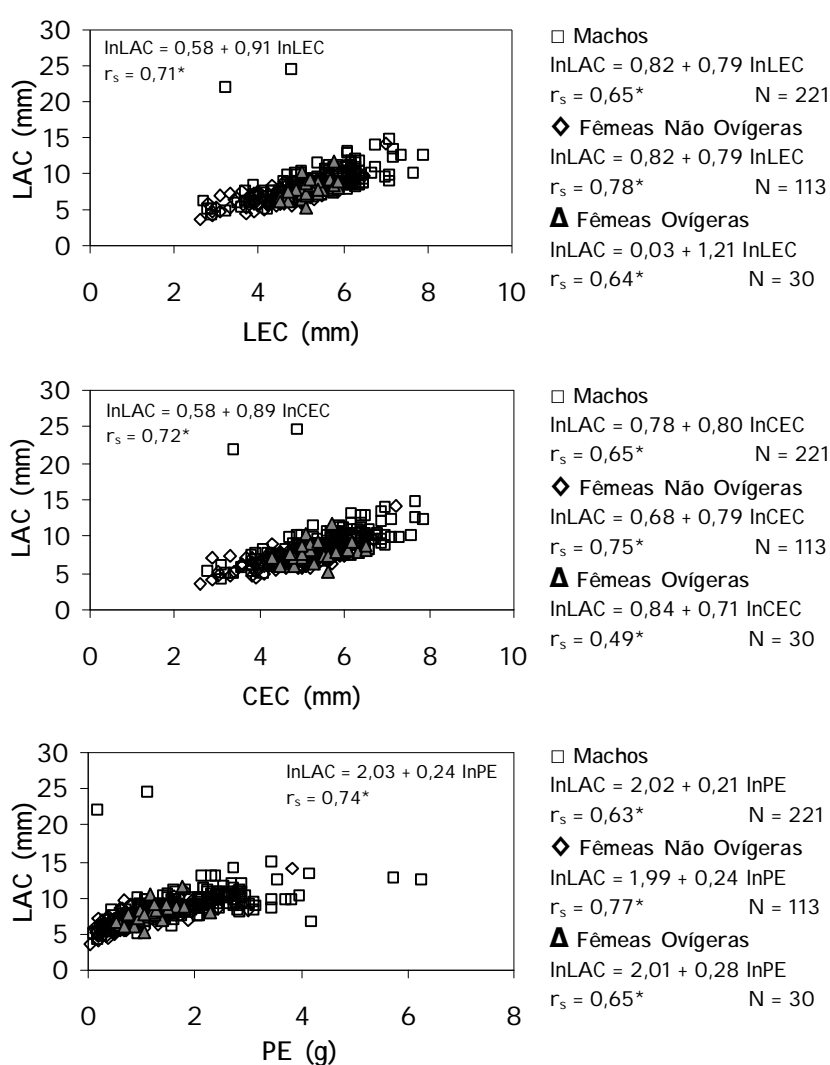 30
25
20
15
10
5
0
LAC (mm)
lnLAC = 0,58 + 0,91 lnLEC
rs = 0,71*
0 2 4 6 8 10
LEC (mm)
□ Machos
lnLAC = 0,82 + 0,79 lnLEC
rs = 0,65* N = 221
◇ Fêmeas Não Ovígeras
lnLAC = 0,82 + 0,79 lnLEC
rs = 0,78* N = 113
Δ Fêmeas Ovígeras
lnLAC = 0,03 + 1,21 lnLEC
rs = 0,64* N = 30
30
25
20
15
10
5
0
LAC (mm)
lnLAC = 0,58 + 0,89 lnCEC
rs = 0,72*
0 2 4 6 8 10
CEC (mm)
□ Machos
lnLAC = 0,78 + 0,80 lnCEC
rs = 0,65* N = 221
◇ Fêmeas Não Ovígeras
lnLAC = 0,68 + 0,79 lnCEC
rs = 0,75* N = 113
Δ Fêmeas Ovígeras
lnLAC = 0,84 + 0,71 lnCEC
rs = 0,49* N = 30
30
25
20
15
10
5
0
LAC (mm)
lnLAC = 2,03 + 0,24 lnPE
rs = 0,74*
0 2 4 6 8
PE (g)
□ Machos
lnLAC = 2,02 + 0,21 lnPE
rs = 0,63* N = 221
◇ Fêmeas Não Ovígeras
lnLAC = 1,99 + 0,24 lnPE
rs = 0,77* N = 113
Δ Fêmeas Ovígeras
lnLAC = 2,01 + 0,28 lnPE
rs = 0,65* N = 30